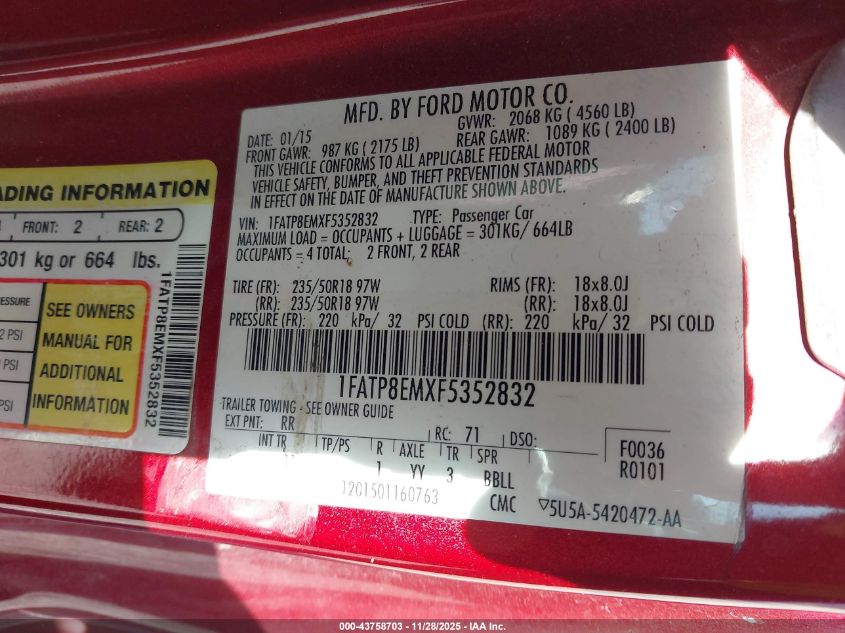 MFD. BY FORD MOTOR CO.
DATE: 01/15
GVWR: 2068 KG (4560 LB)
FRONT GAWR: 987 KG (2175 LB)
REAR GAWR: 1089 KG (2400 LB)
THIS VEHICLE CONFORMS TO ALL APPLICABLE FEDERAL MOTOR
VEHICLE SAFETY, BUMPER, AND THEFT PREVENTION STANDARDS
IN EFFECT ON THE DATE OF MANUFACTURE SHOWN ABOVE.
VIN: 1FATP8EMXF5352832 TYPE: Passenger Car
MAXIMUM LOAD = OCCUPANTS + LUGGAGE = 301KG/ 664LB
OCCUPANTS = 4 TOTAL: 2 FRONT, 2 REAR
TIRE (FR): 235/50R18 97W RIMS (FR): 18x8.0J
(RR): 235/50R18 97W (RR): 18x8.0J
PRESSURE (FR): 220 kPa/ 32 PSI COLD (RR): 220 kPa/ 32 PSI COLD
1FATP8EMXF5352832
TRAILER TOWING - SEE OWNER GUIDE
EXT PNT: RR RC: 71 DSO:
INT TR TP/PS R AXLE TR SPR
1 YY 3 BBLL
F0036
R0101
1201501160763
CMC 5U5A-5420472-AA
ADING INFORMATION
FRONT: 2 REAR: 2
301 kg or 664 lbs.
PSI
PSI
PSI
SEE OWNERS
MANUAL FOR
ADDITIONAL
INFORMATION
1FATP8EMXF5352832
000-43758703 — 11/28/2025 — IAA Inc.